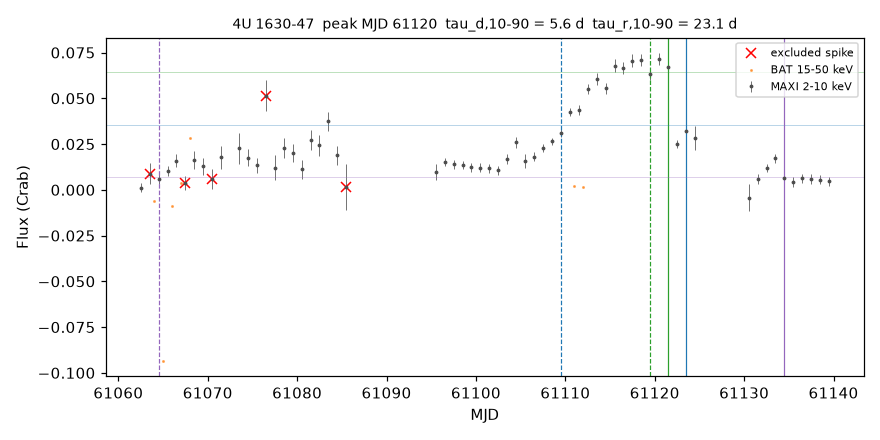 4U 1630-47  peak MJD 61120  tau_d,10-90 = 5.6 d  tau_r,10-90 = 23.1 d
excluded spike
BAT 15-50 keV
MAXI 2-10 keV
Flux (Crab)
0.075
0.050
0.025
0.000
−0.025
−0.050
−0.075
−0.100
61060 61070 61080 61090 61100 61110 61120 61130 61140
MJD